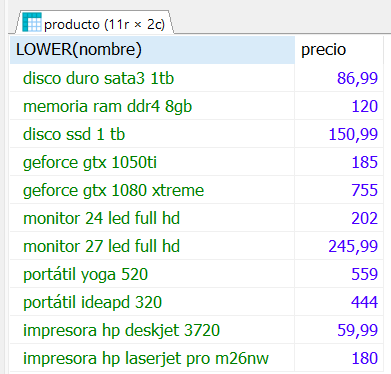 producto (11r × 2c)
LOWER(nombre) precio
disco duro sata3 1tb 86,99
memoria ram ddr4 8gb 120
disco ssd 1 tb 150,99
geforce gtx 1050ti 185
geforce gtx 1080 xtreme 755
monitor 24 led full hd 202
monitor 27 led full hd 245,99
portátil yoga 520 559
portátil ideapd 320 444
impresora hp deskjet 3720 59,99
impresora hp laserjet pro m26nw 180